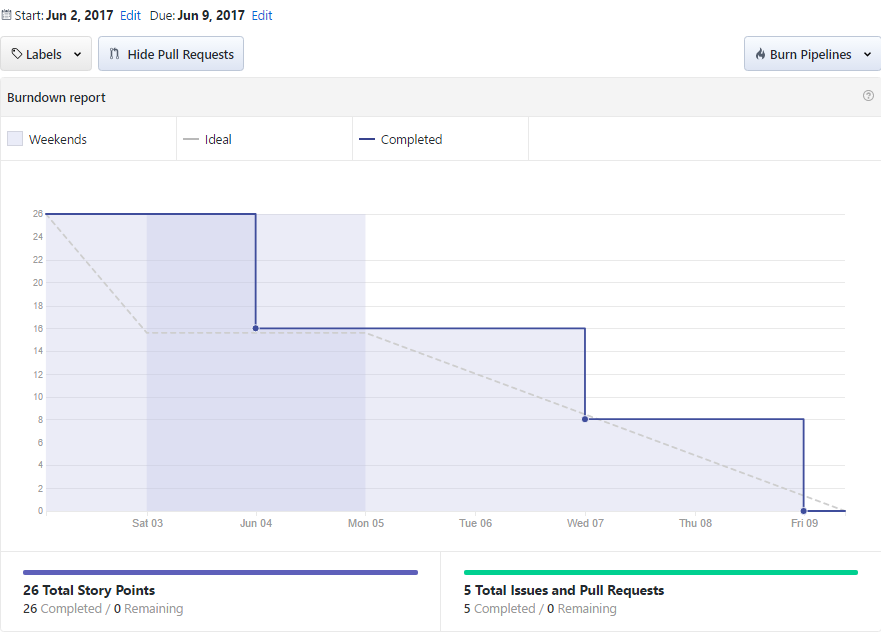 Start: Jun 2, 2017 Edit Due: Jun 9, 2017 Edit
Labels Hide Pull Requests Burn Pipelines
Burndown report
Weekends Ideal Completed
26
24
22
20
18
16
14
12
10
8
6
4
2
0
Sat 03 Jun 04 Mon 05 Tue 06 Wed 07 Thu 08 Fri 09
26 Total Story Points
26 Completed / 0 Remaining
5 Total Issues and Pull Requests
5 Completed / 0 Remaining